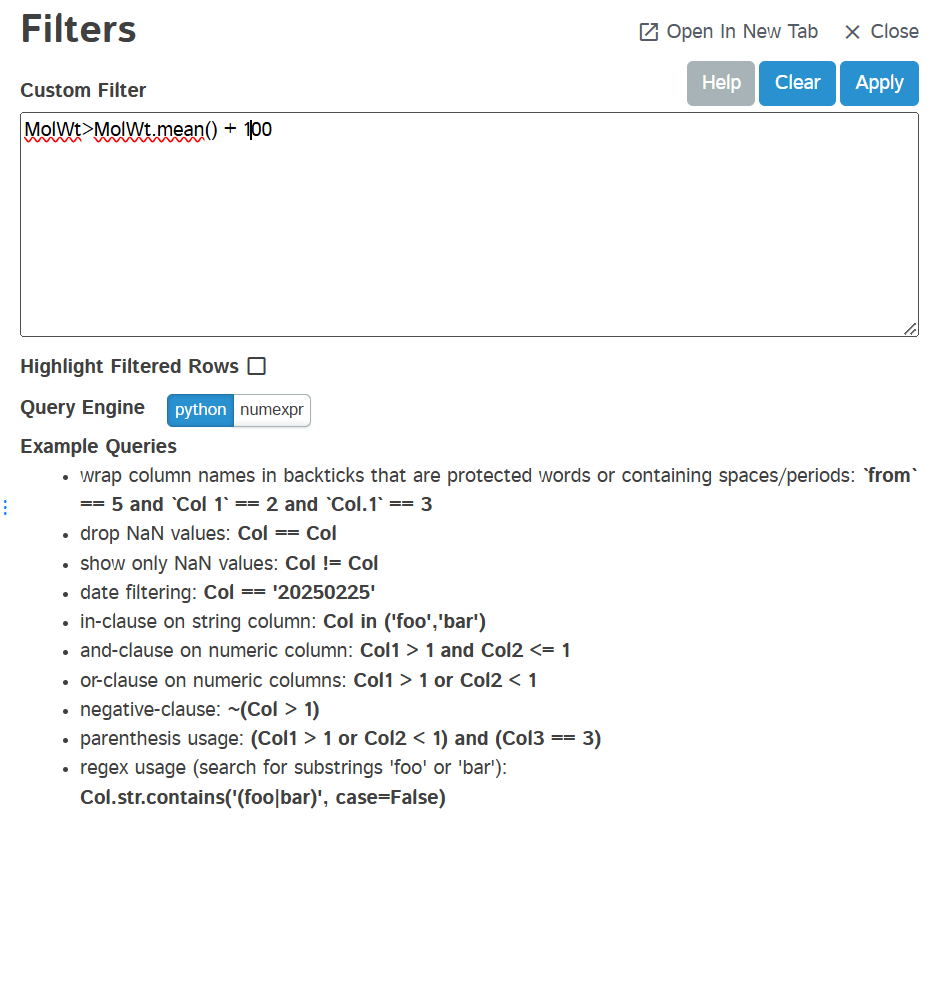 Filters
Open In New Tab
Close
Custom Filter
Help
Clear
Apply
MolWt>MolWt.mean() + 100
Highlight Filtered Rows
Query Engine
python
numexpr
Example Queries
wrap column names in backticks that are protected words or containing spaces/periods: `from`
== 5 and `Col 1` == 2 and `Col.1` == 3
drop NaN values: Col == Col
show only NaN values: Col != Col
date filtering: Col == '20250225'
in-clause on string column: Col in ('foo','bar')
and-clause on numeric column: Col1 > 1 and Col2 <= 1
or-clause on numeric columns: Col1 > 1 or Col2 < 1
negative-clause: ~(Col > 1)
parenthesis usage: (Col1 > 1 or Col2 < 1) and (Col3 == 3)
regex usage (search for substrings 'foo' or 'bar'):
Col.str.contains('(foo|bar)', case=False)